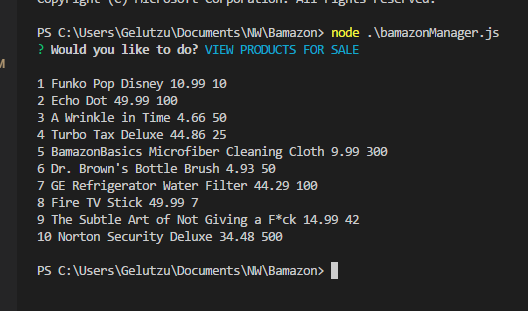 Copyright (C) Microsoft Corporation. All rights reserved.
PS C:\Users\Gelutzu\Documents\NW\Bamazon> node .\bamazonManager.js
? Would you like to do? VIEW PRODUCTS FOR SALE
M
1 Funko Pop Disney 10.99 10
2 Echo Dot 49.99 100
3 A Wrinkle in Time 4.66 50
4 Turbo Tax Deluxe 44.86 25
5 BamazonBasics Microfiber Cleaning Cloth 9.99 300
6 Dr. Brown's Bottle Brush 4.93 50
7 GE Refrigerator Water Filter 44.29 100
8 Fire TV Stick 49.99 7
9 The Subtle Art of Not Giving a F*ck 14.99 42
10 Norton Security Deluxe 34.48 500
PS C:\Users\Gelutzu\Documents\NW\Bamazon>